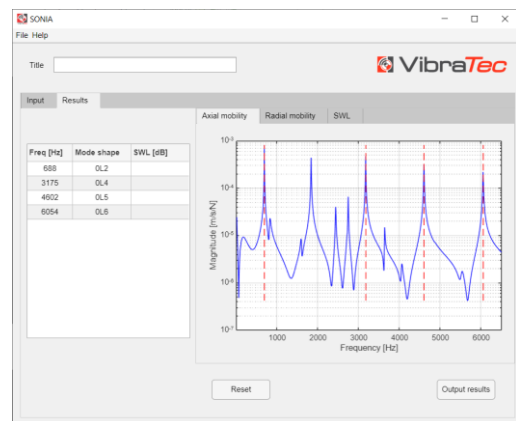 SONIA
File Help
Title
VibraTec
Input Results
Axial mobility Radial mobility SWL
Freq [Hz] Mode shape SWL [dB]
688 0L2
3175 0L4
4602 0L5
6054 0L6
10-3
10-4
10-5
10-6
10-7
Magnitude [m/s/N]
1000 2000 3000 4000 5000 6000
Frequency [Hz]
Reset Output results